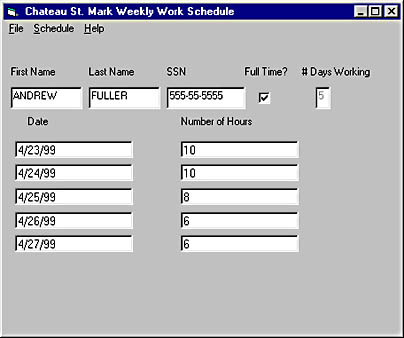 Chateau St. Mark Weekly Work Schedule
File Schedule Help
First Name Last Name SSN Full Time? # Days Working
ANDREW FULLER 555-55-5555 5
Date Number of Hours
4/23/99 10
4/24/99 10
4/25/99 8
4/26/99 6
4/27/99 6